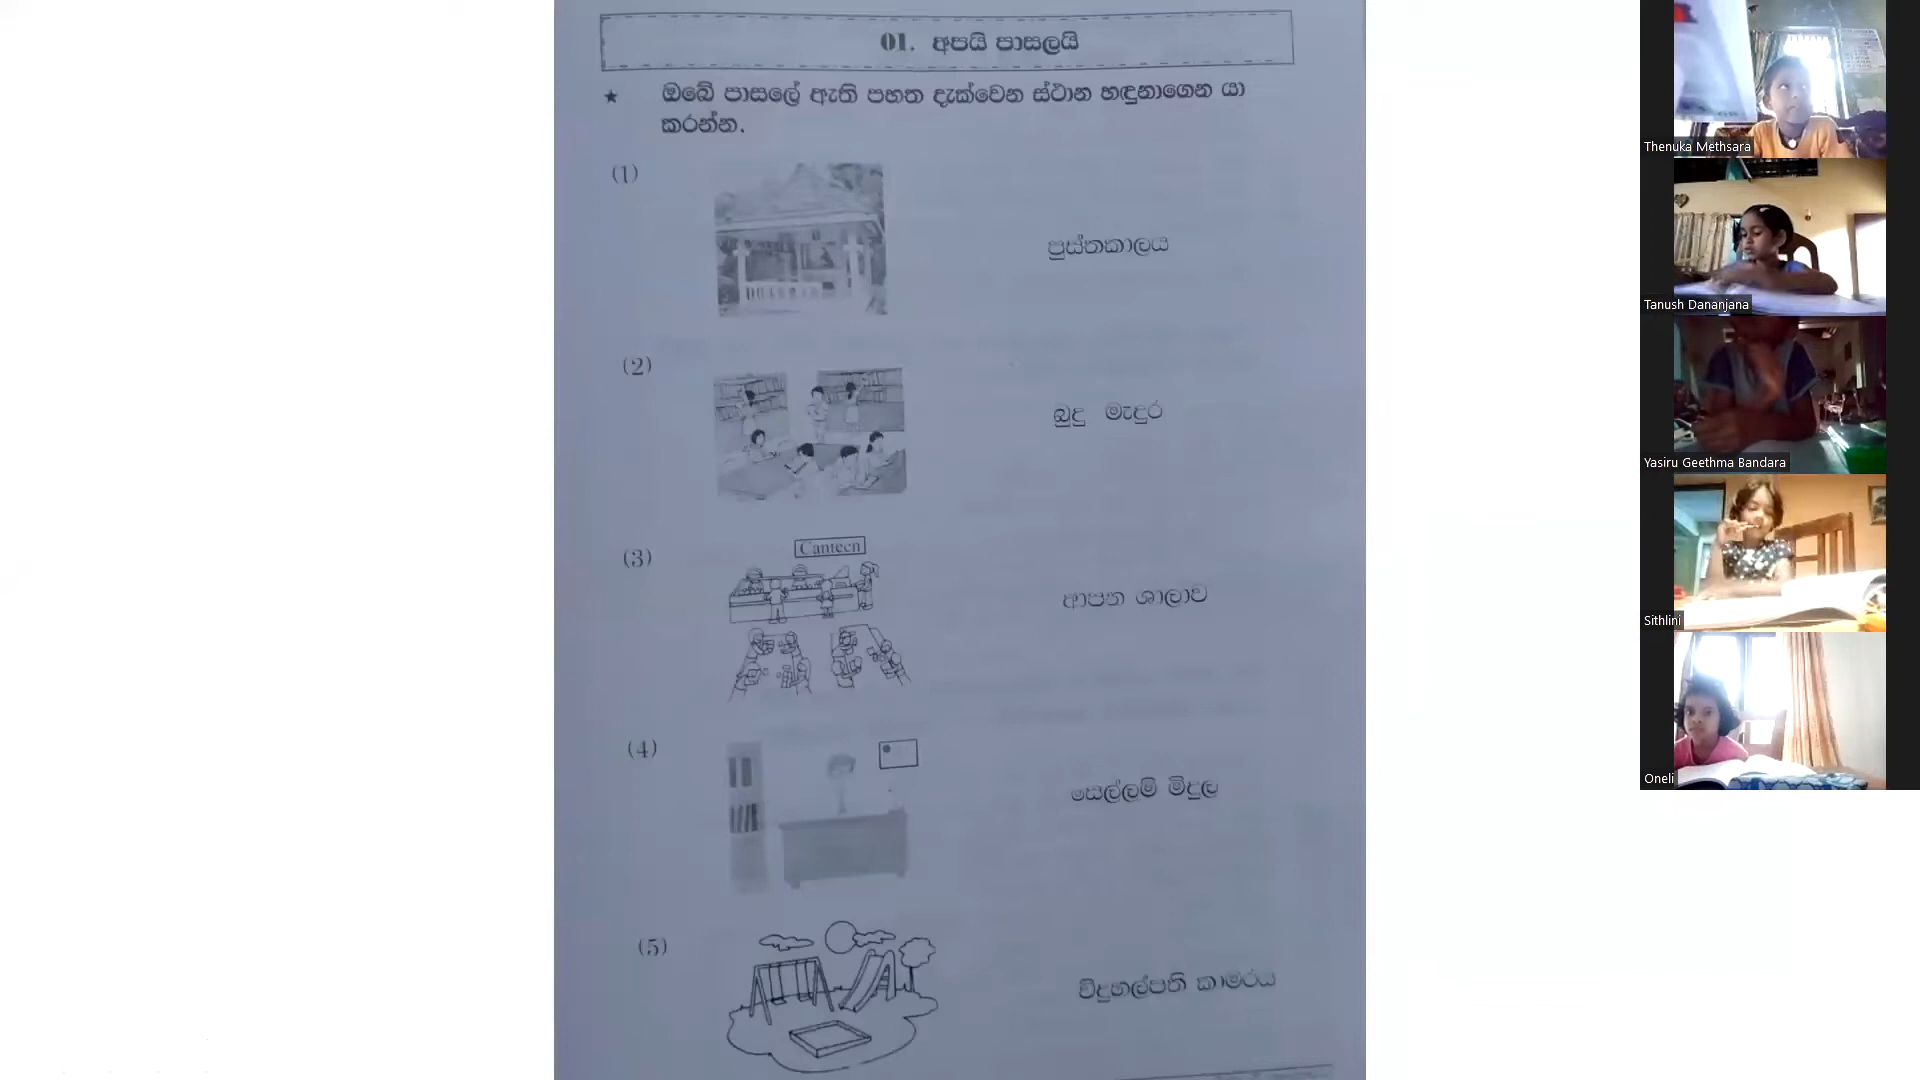 01. අපයි පාසලයි
★ ඔබේ පාසලේ ඇති පහත දැක්වෙන ස්ථාන හඳුනාගෙන යා
කරන්න.
(1)
පුස්තකාලය
(2)
බුදු මැදුර
(3)
Canteen
ආපන ශාලාව
(4)
සෙල්ලම් මිදුල
(5)
විදුහල්පති කාමරය
Thenuka Methsara
Tanush Dananjana
Yasiru Geethma Bandara
Sithlini
Oneli